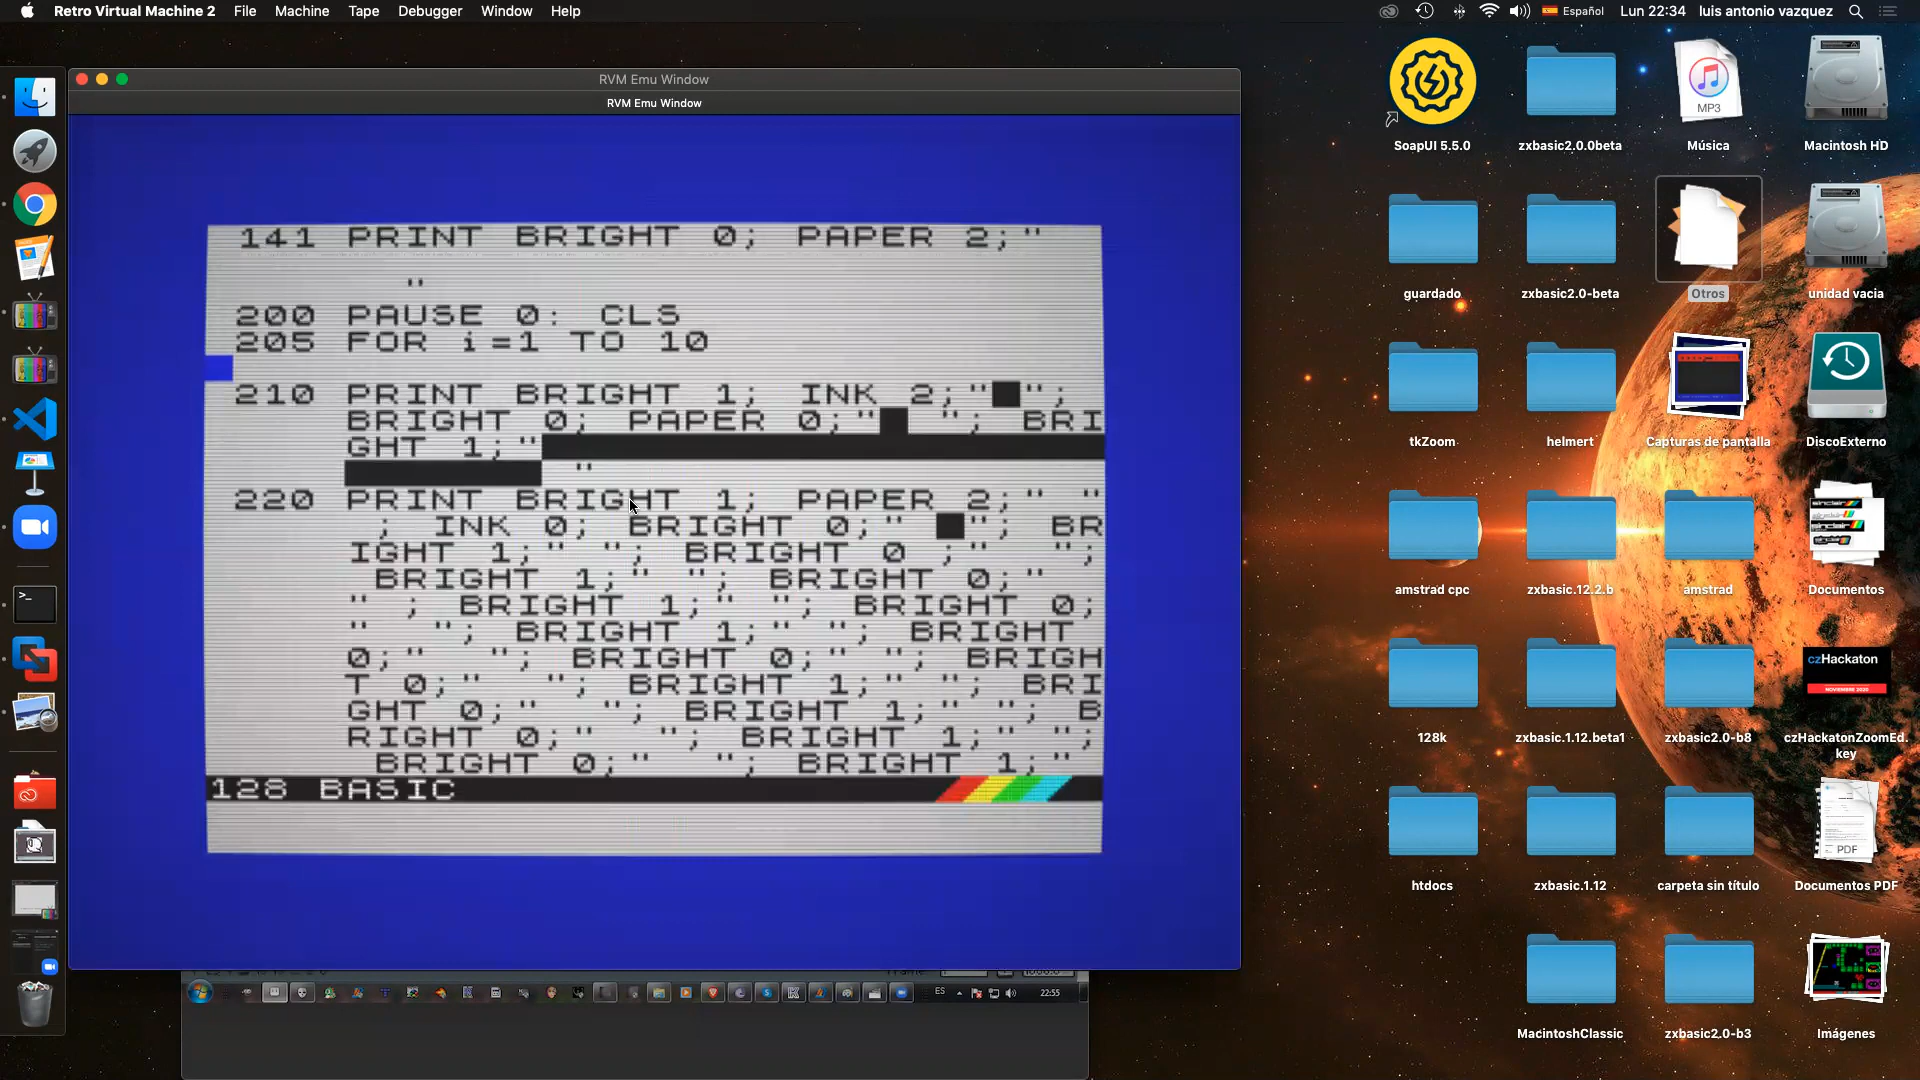 Retro Virtual Machine 2 File Machine Tape Debugger Window Help
Español Lun 22:34 luis antonio vazquez
RVM Emu Window
RVM Emu Window
141 PRINT BRIGHT 0; PAPER 2;"
"
200 PAUSE 0: CLS
205 FOR i=1 TO 10
210 PRINT BRIGHT 1; INK 2;"█";
BRIGHT 0; PAPER 0;"█ "; BRI
GHT 1;"████████████████████
███████ "
220 PRINT BRIGHT 1; PAPER 2;" "
; INK 0; BRIGHT 0;" █"; BR
IGHT 1;" "; BRIGHT 0 ;" ";
BRIGHT 1;" "; BRIGHT 0;"
" ; BRIGHT 1;" "; BRIGHT 0;
" "; BRIGHT 1;" "; BRIGHT
0;" "; BRIGHT 0;" "; BRIGH
T 0;" "; BRIGHT 1;" "; BRI
GHT 0;" "; BRIGHT 1;" "; B
RIGHT 0;" "; BRIGHT 1;" ";
BRIGHT 0;" "; BRIGHT 1;"
128 BASIC
ES 22:55
SoapUI 5.5.0
zxbasic2.0.0beta
MP3
Música
Macintosh HD
guardado
zxbasic2.0-beta
Otros
unidad vacia
tkZoom
helmert
Capturas de pantalla
DiscoExterno
sinclair
sinclair
sinclair
amstrad cpc
zxbasic.12.2.b
amstrad
Documentos
czHackaton
NOVIEMBRE 2020
128k
zxbasic.1.12.beta1
zxbasic2.0-b8
czHackatonZoomEd.
key
PDF
htdocs
zxbasic.1.12
carpeta sin título
Documentos PDF
MacintoshClassic
zxbasic2.0-b3
Imágenes